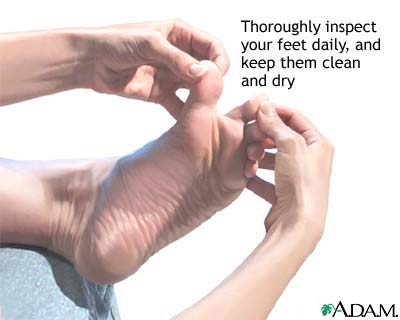 Thoroughly inspect
your feet daily, and
keep them clean
and dry
A.D.A.M.